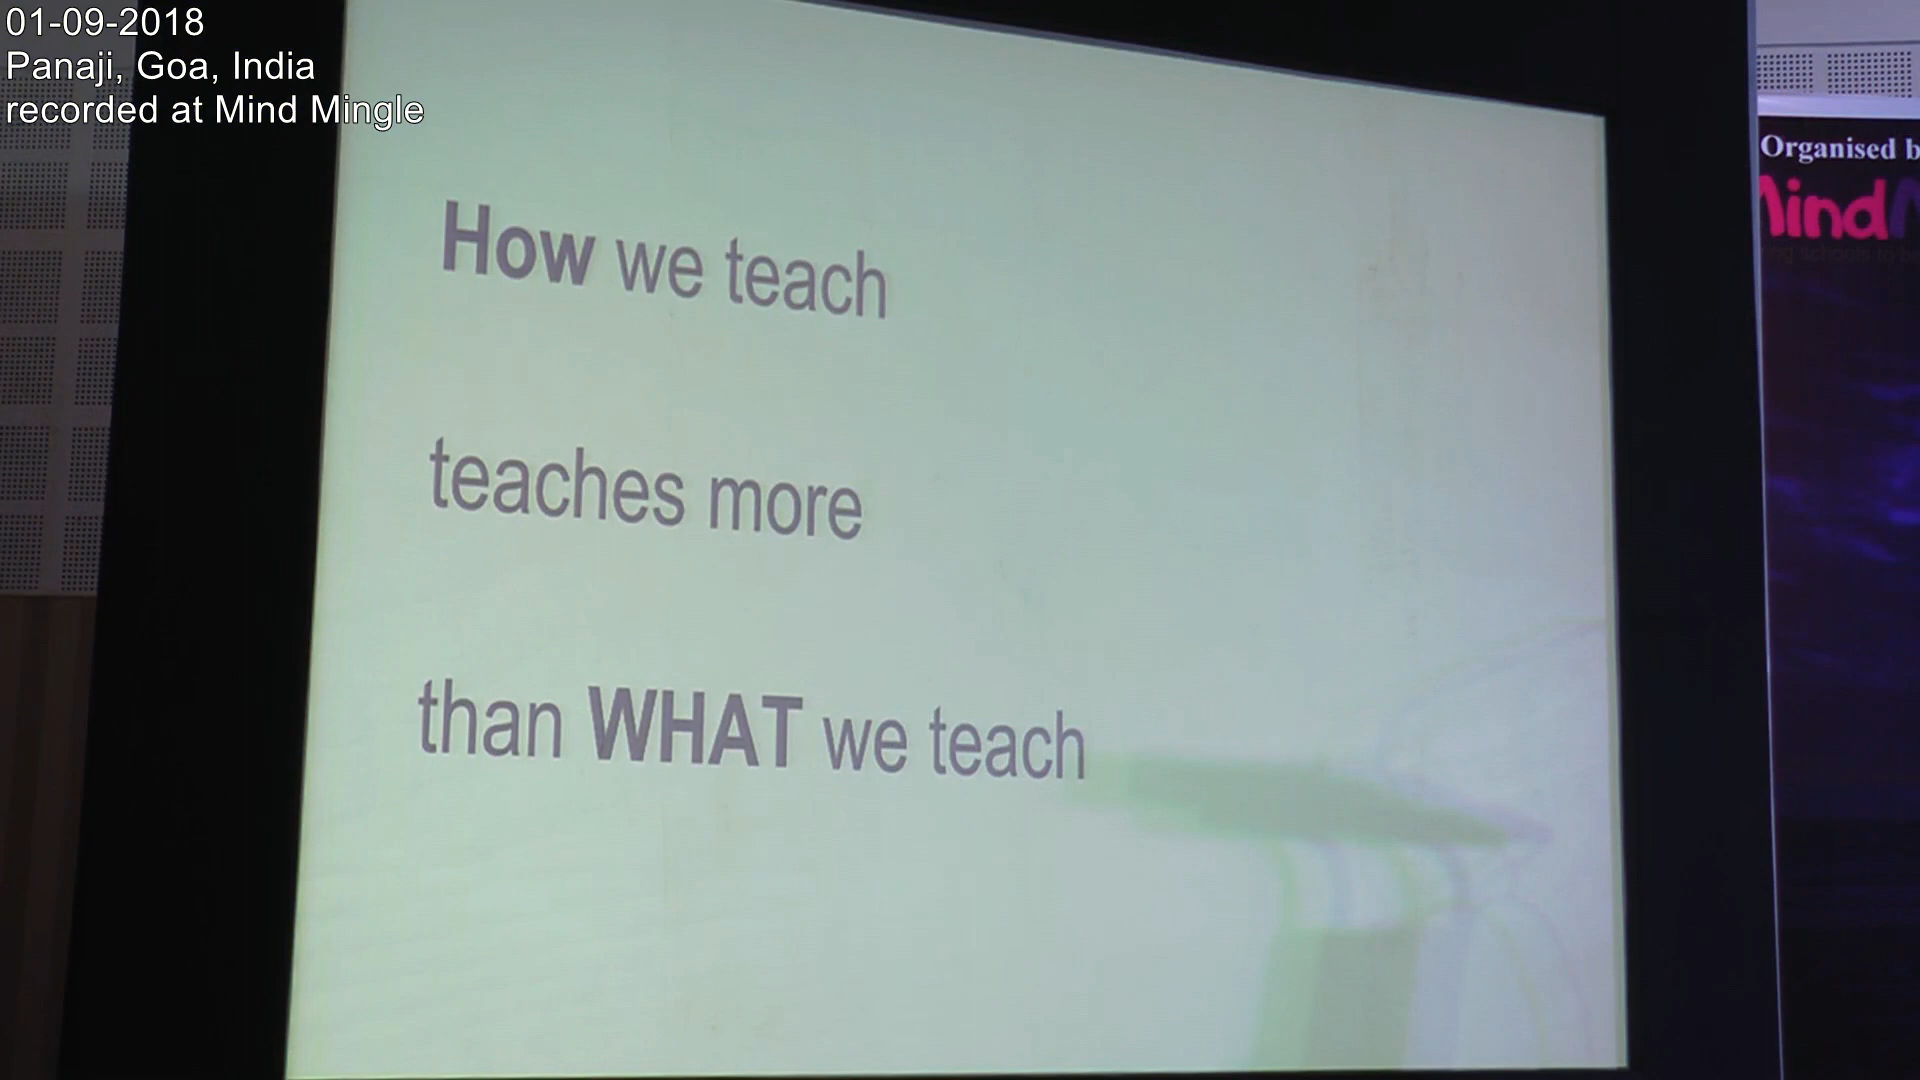 01-09-2018
Panaji, Goa, India
recorded at Mind Mingle
How we teach
teaches more
than WHAT we teach
Organised b
Mind